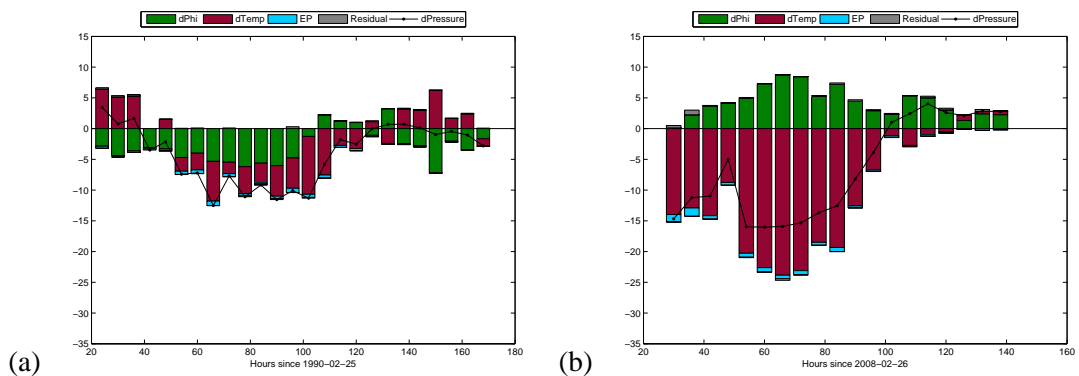 dPhi dTemp EP Residual dPressure
15
10
5
0
−5
−10
−15
−20
−25
−30
−35
20 40 60 80 100 120 140 160 180
Hours since 1990−02−25
(a)
dPhi dTemp EP Residual dPressure
15
10
5
0
−5
−10
−15
−20
−25
−30
−35
20 40 60 80 100 120 140 160
Hours since 2008−02−26
(b)